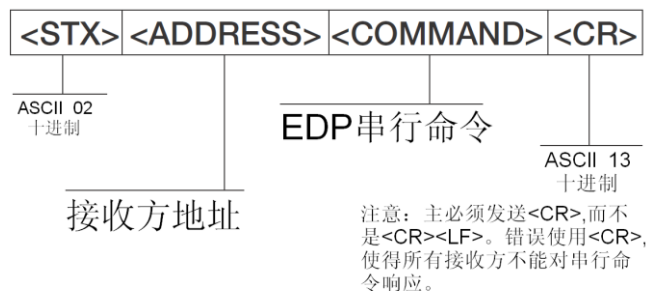 <STX> <ADDRESS> <COMMAND> <CR>
ASCII 02
十进制
EDP串行命令
ASCII 13
十进制
接收方地址
注意：主必须发送<CR>,而不
是<CR><LF>。错误使用<CR>,
使得所有接收方不能对串行命
令响应。